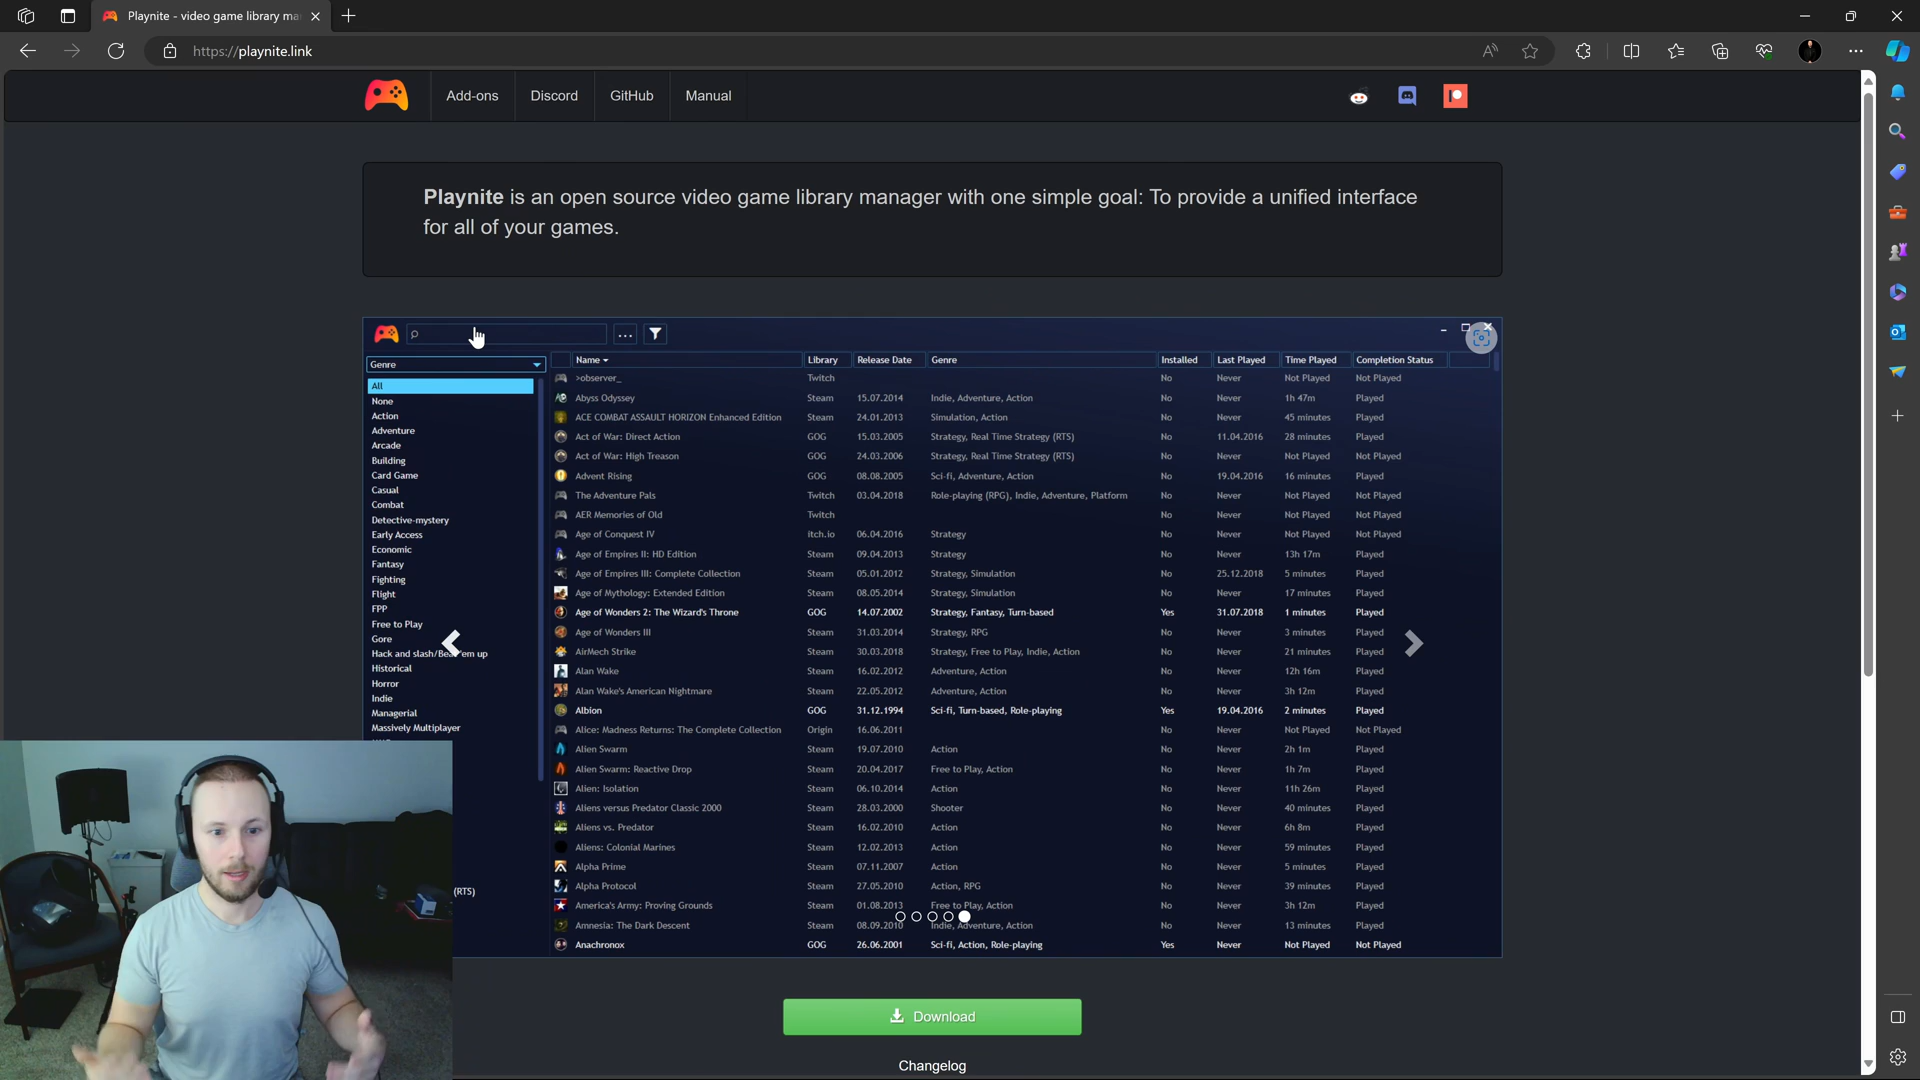 Playnite - video game library ma
https://playnite.link
Add-ons
Discord
GitHub
Manual
Playnite is an open source video game library manager with one simple goal: To provide a unified interface
for all of your games.
Genre
All
None
Action
Adventure
Arcade
Building
Card Game
Casual
Combat
Detective-mystery
Early Access
Economic
Fantasy
Fighting
Flight
FPP
Free to Play
Gore
Hack and slash/Beat 'em up
Historical
Horror
Indie
Managerial
Massively Multiplayer
(RTS)
Name Library Release Date Genre Installed Last Played Time Played Completion Status
>observer_ Twitch No Never Not Played Not Played
Abyss Odyssey Steam 15.07.2014 Indie, Adventure, Action No Never 1h 47m Played
ACE COMBAT ASSAULT HORIZON Enhanced Edition Steam 24.01.2013 Simulation, Action No Never 45 minutes Played
Act of War: Direct Action GOG 15.03.2005 Strategy, Real Time Strategy (RTS) No 11.04.2016 28 minutes Played
Act of War: High Treason GOG 24.03.2006 Strategy, Real Time Strategy (RTS) No Never Not Played Not Played
Advent Rising GOG 08.08.2005 Sci-fi, Adventure, Action No 19.04.2016 16 minutes Played
The Adventure Pals Twitch 03.04.2018 Role-playing (RPG), Indie, Adventure, Platform No Never Not Played Not Played
AER Memories of Old Twitch No Never Not Played Not Played
Age of Conquest IV itch.io 06.04.2016 Strategy No Never Not Played Not Played
Age of Empires II: HD Edition Steam 09.04.2013 Strategy No Never 13h 17m Played
Age of Empires III: Complete Collection Steam 05.01.2012 Strategy, Simulation No 25.12.2018 5 minutes Played
Age of Mythology: Extended Edition Steam 08.05.2014 Strategy, Simulation No Never 17 minutes Played
Age of Wonders 2: The Wizard's Throne GOG 14.07.2002 Strategy, Fantasy, Turn-based Yes 31.07.2018 1 minutes Played
Age of Wonders III Steam 31.03.2014 Strategy, RPG No Never 3 minutes Played
AirMech Strike Steam 30.03.2018 Strategy, Free to Play, Indie, Action No Never 21 minutes Played
Alan Wake Steam 16.02.2012 Adventure, Action No Never 12h 16m Played
Alan Wake's American Nightmare Steam 22.05.2012 Adventure, Action No Never 3h 12m Played
Albion GOG 31.12.1994 Sci-fi, Turn-based, Role-playing Yes 19.04.2016 2 minutes Played
Alice: Madness Returns: The Complete Collection Origin 16.06.2011 No Never Not Played Not Played
Alien Swarm Steam 19.07.2010 Action No Never 2h 1m Played
Alien Swarm: Reactive Drop Steam 20.04.2017 Free to Play, Action No Never 1h 7m Played
Alien: Isolation Steam 06.10.2014 Action No Never 11h 26m Played
Aliens versus Predator Classic 2000 Steam 28.03.2000 Shooter No Never 40 minutes Played
Aliens vs. Predator Steam 16.02.2010 Action No Never 6h 8m Played
Aliens: Colonial Marines Steam 12.02.2013 Action No Never 59 minutes Played
Alpha Prime Steam 07.11.2007 Action No Never 5 minutes Played
Alpha Protocol Steam 27.05.2010 Action, RPG No Never 39 minutes Played
America's Army: Proving Grounds Steam 01.08.2013 Free to Play, Action No Never 3h 12m Played
Amnesia: The Dark Descent Steam 08.09.2010 Indie, Adventure, Action No Never 13 minutes Played
Anachronox GOG 26.06.2001 Sci-fi, Action, Role-playing Yes Never Not Played Not Played
Download
Changelog